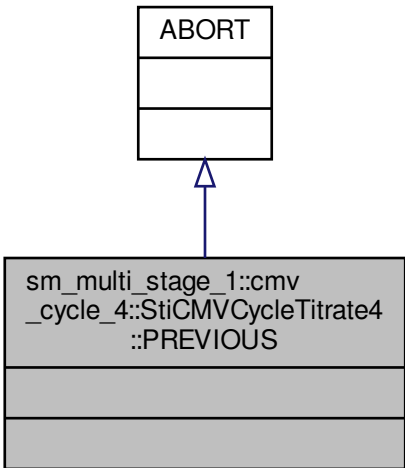 ABORT
sm_multi_stage_1::cmv
_cycle_4::StiCMVCycleTitrate4
::PREVIOUS